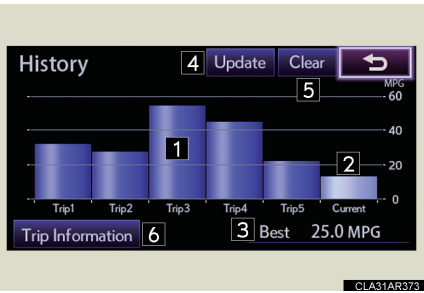 History 4 Update Clear
5
MPG
60
40
1
2
20
0
Trip1 Trip2 Trip3 Trip4 Trip5 Current
Trip Information 6 3 Best 25.0 MPG
CLA31AR373